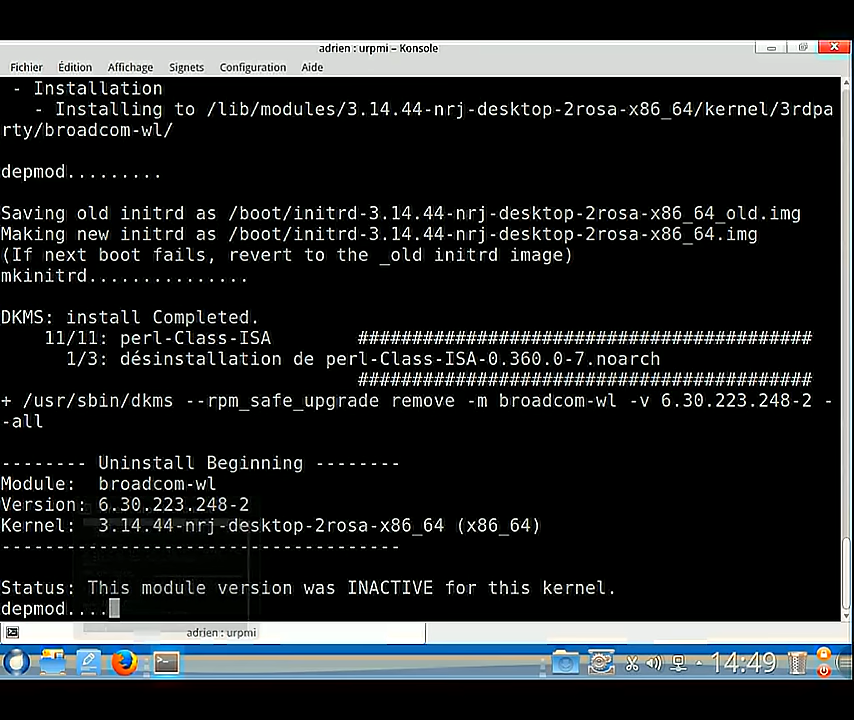 adrien : urpmi – Konsole
Fichier Édition Affichage Signets Configuration Aide
- Installation
- Installing to /lib/modules/3.14.44-nrj-desktop-2rosa-x86_64/kernel/3rdpa
rty/broadcom-wl/
depmod.........
Saving old initrd as /boot/initrd-3.14.44-nrj-desktop-2rosa-x86_64_old.img
Making new initrd as /boot/initrd-3.14.44-nrj-desktop-2rosa-x86_64.img
(If next boot fails, revert to the _old initrd image)
mkinitrd...............
DKMS: install Completed.
11/11: perl-Class-ISA ##########################################
1/3: désinstallation de perl-Class-ISA-0.360.0-7.noarch
##########################################
+ /usr/sbin/dkms --rpm_safe_upgrade remove -m broadcom-wl -v 6.30.223.248-2 -
-all
-------- Uninstall Beginning --------
Module: broadcom-wl
Version: 6.30.223.248-2
Kernel: 3.14.44-nrj-desktop-2rosa-x86_64 (x86_64)
-------------------------------------
Status: This module version was INACTIVE for this kernel.
depmod....
adrien : urpmi
14:49